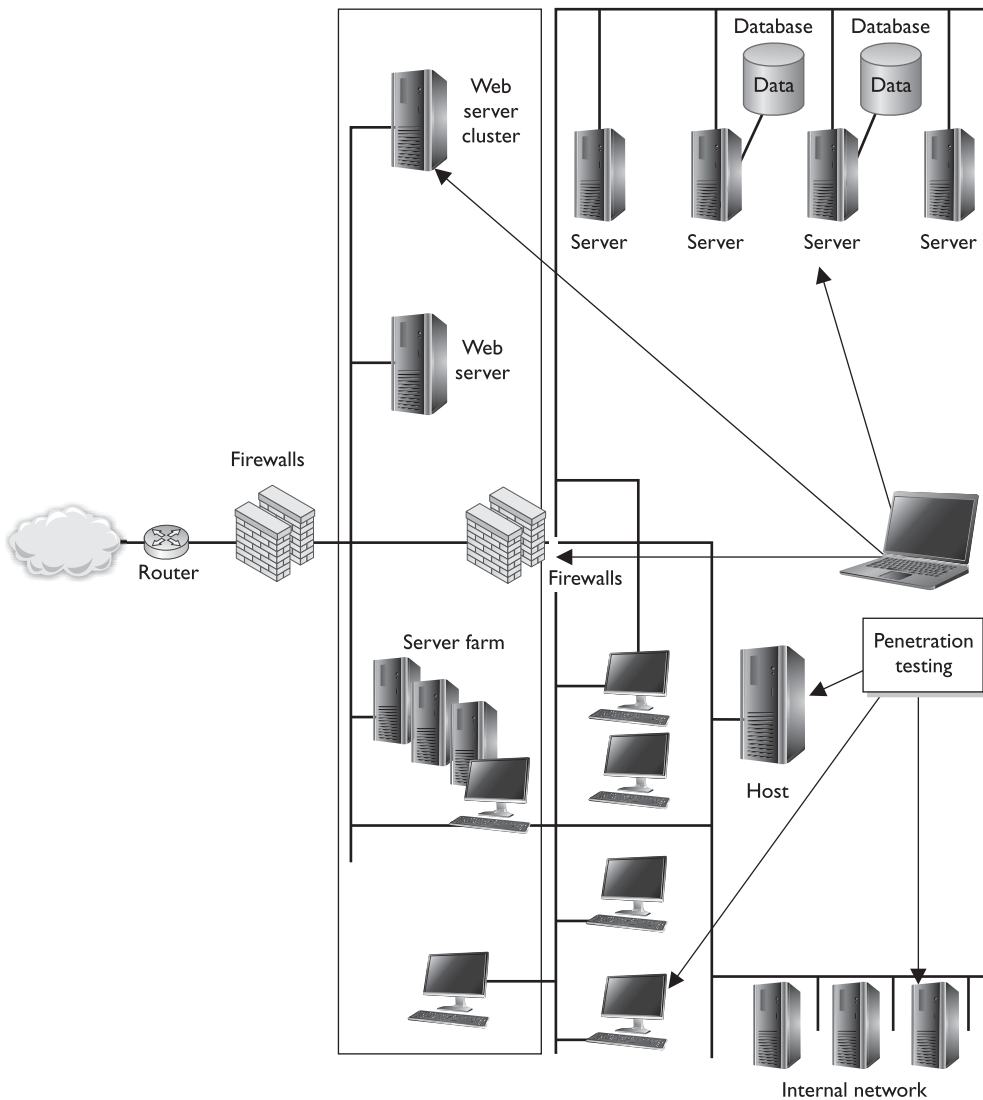 Database
Database
Data
Data
Web
server
cluster
Server
Server
Server
Server
Web
server
Firewalls
Router
Firewalls
Server farm
Penetration
testing
Host
Internal network